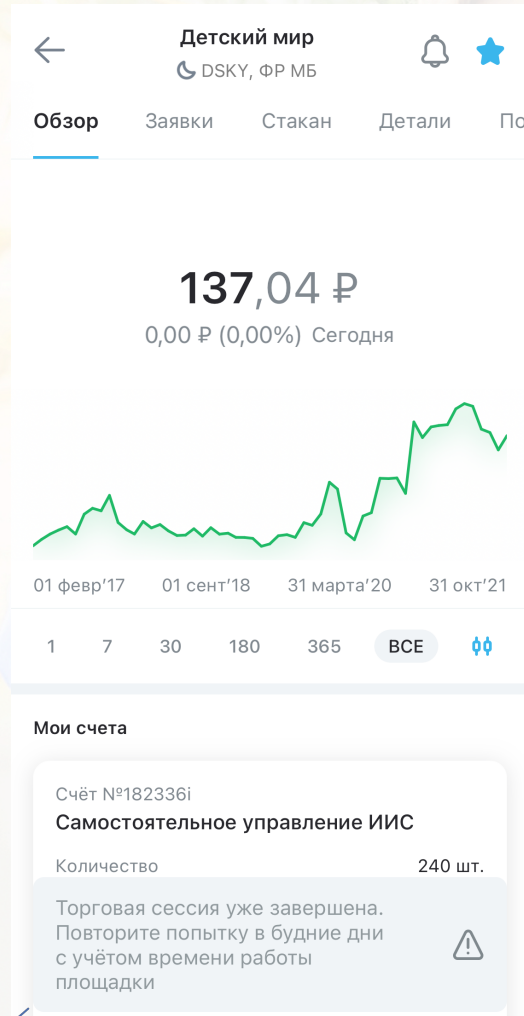 Детский мир
DSKY, ФР МБ
Обзор Заявки Стакан Детали По
137,04 ₽
0,00 ₽ (0,00%) Сегодня
01 февр’17 01 сент’18 31 марта’20 31 окт’21
1 7 30 180 365 ВСЕ
Мои счета
Счёт №182336i
Самостоятельное управление ИИС
Количество 240 шт.
Торговая сессия уже завершена.
Повторите попытку в будние дни
с учётом времени работы
площадки